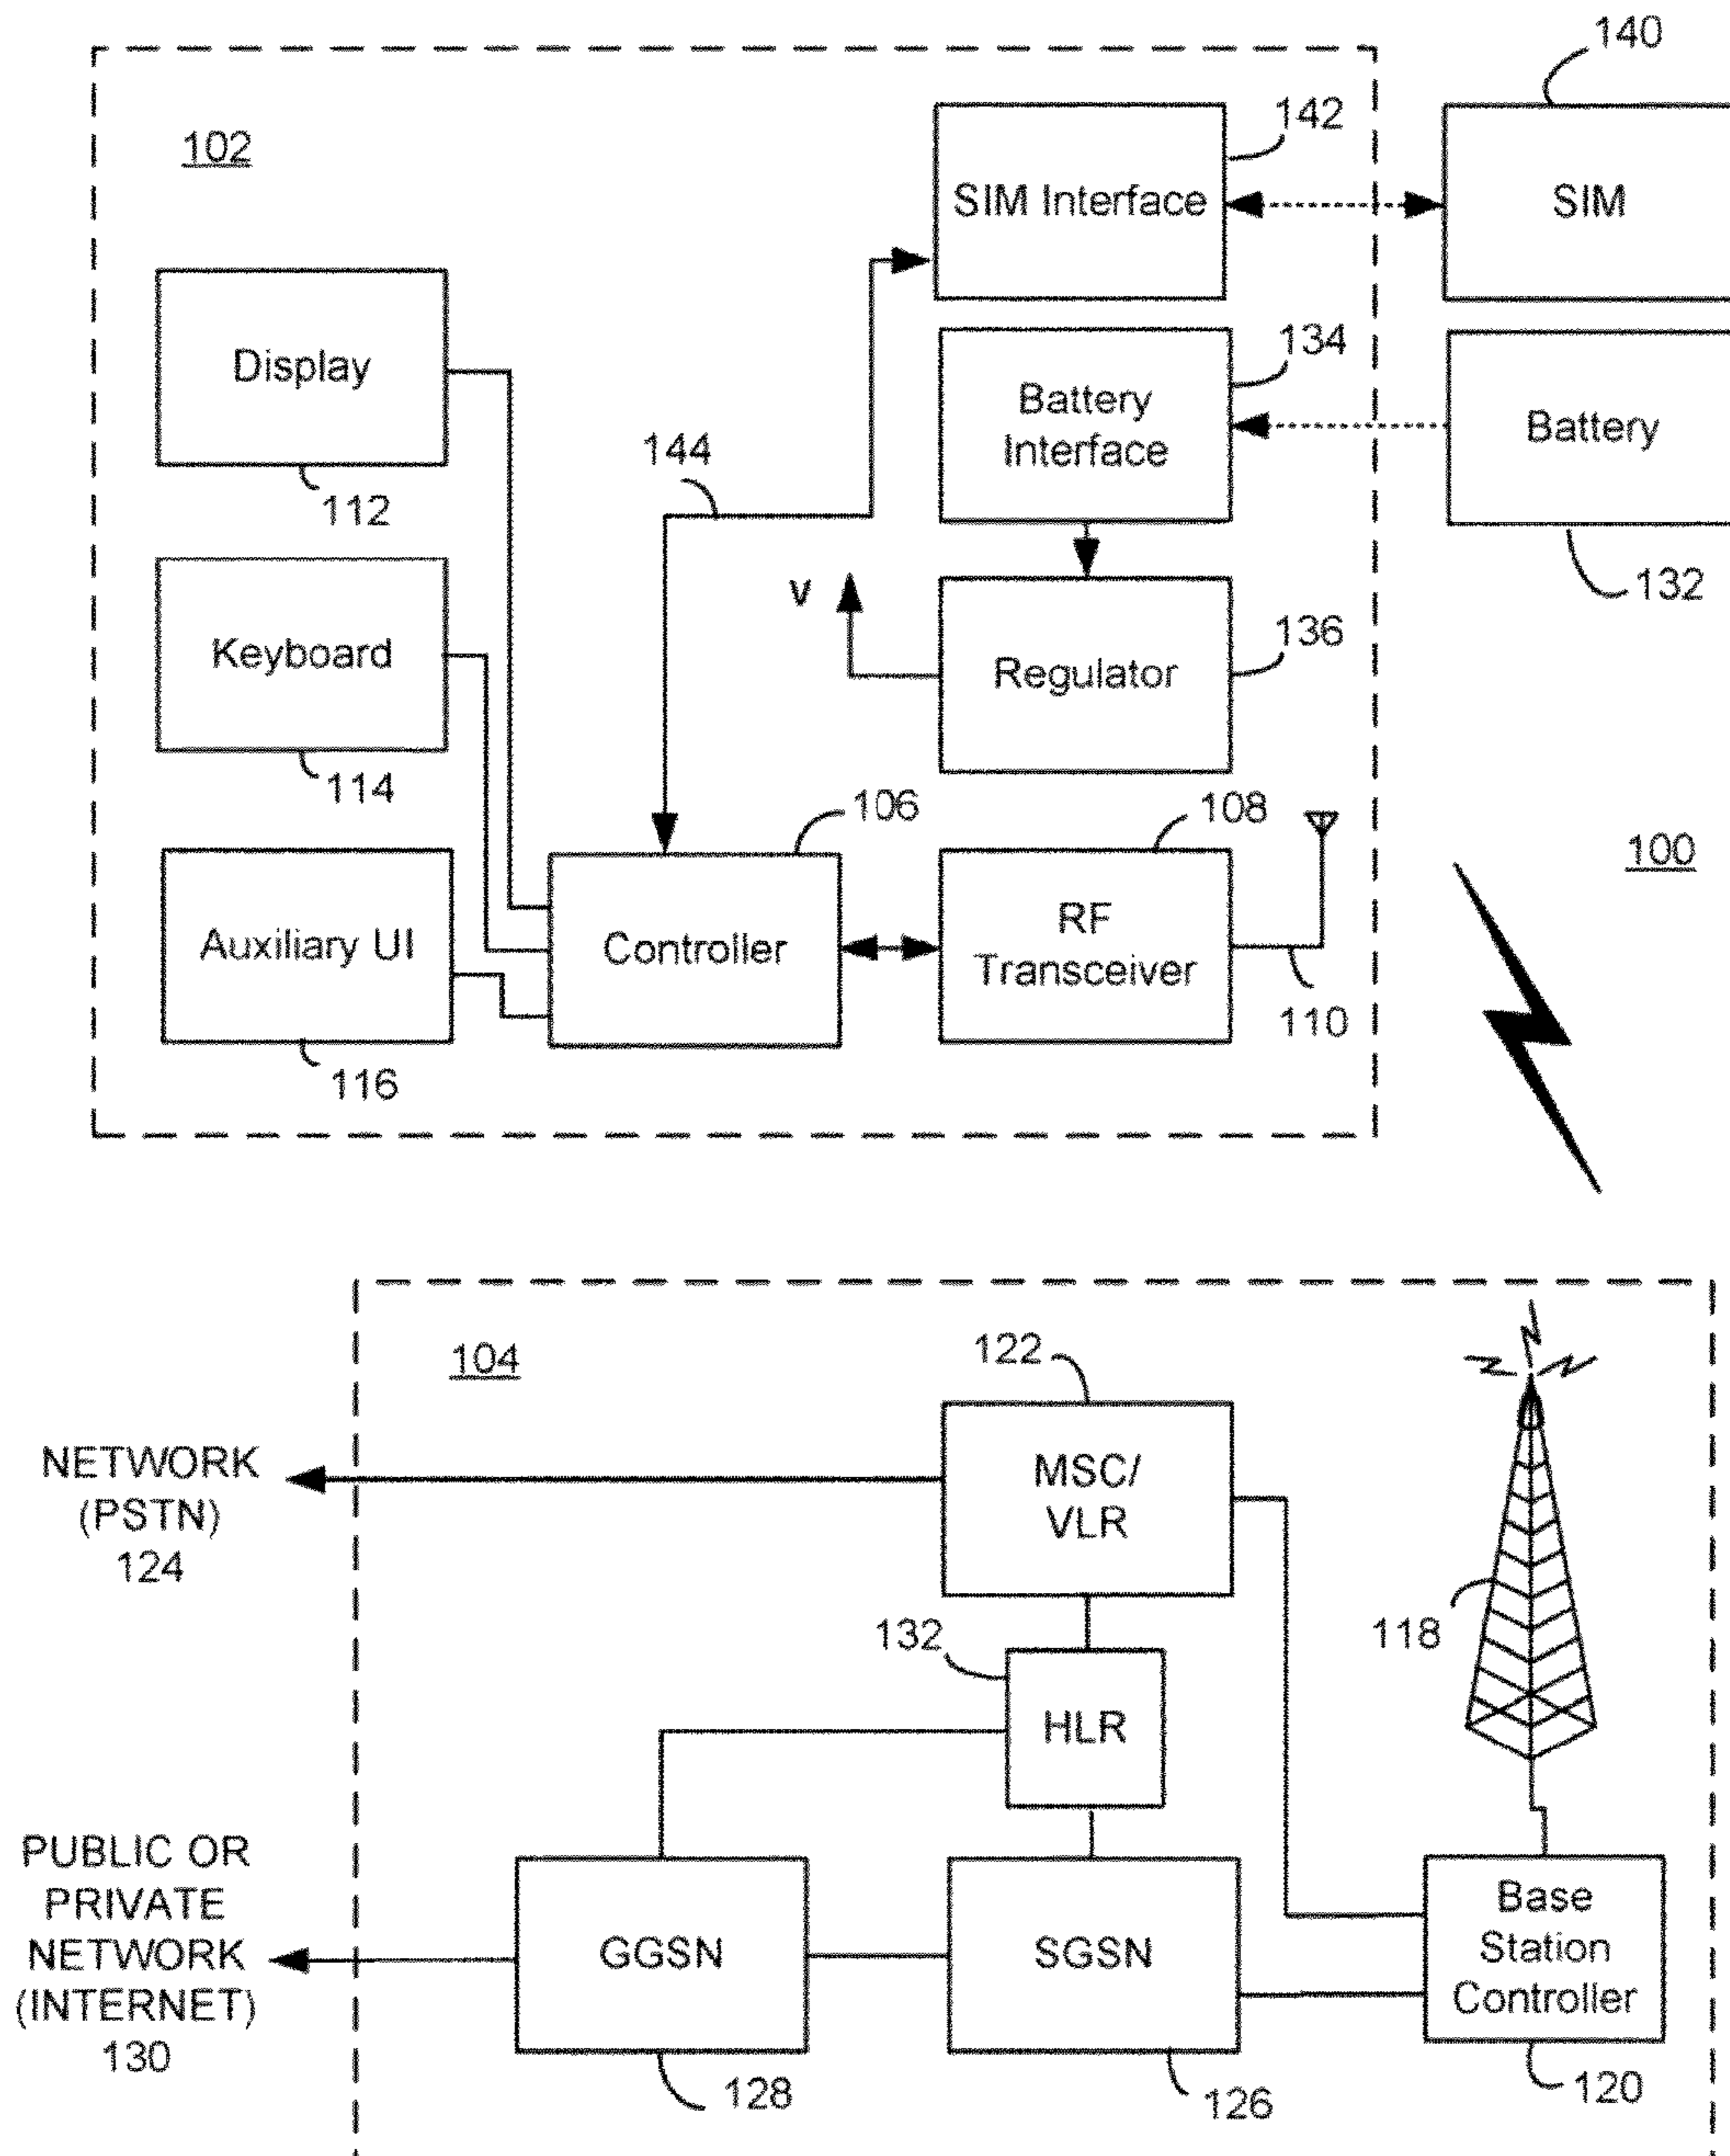 140
102
142
SIM Interface
SIM
Display
112
134
Battery
Interface
Battery
132
144
V
Keyboard
114
136
Regulator
106
108
100
Auxiliary UI
116
Controller
RF
Transceiver
110
104
122
NETWORK
(PSTN)
124
MSC/
VLR
118
132
HLR
PUBLIC OR
PRIVATE
NETWORK
(INTERNET)
130
GGSN
128
SGSN
126
Base
Station
Controller
120